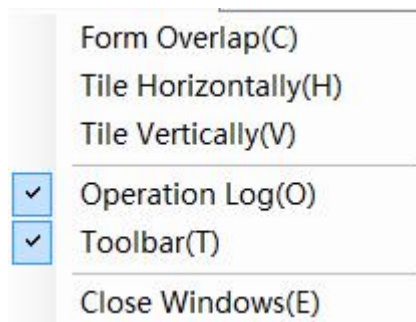 Form Overlap(C)
Tile Horizontally(H)
Tile Vertically(V)
Operation Log(O)
Toolbar(T)
Close Windows(E)